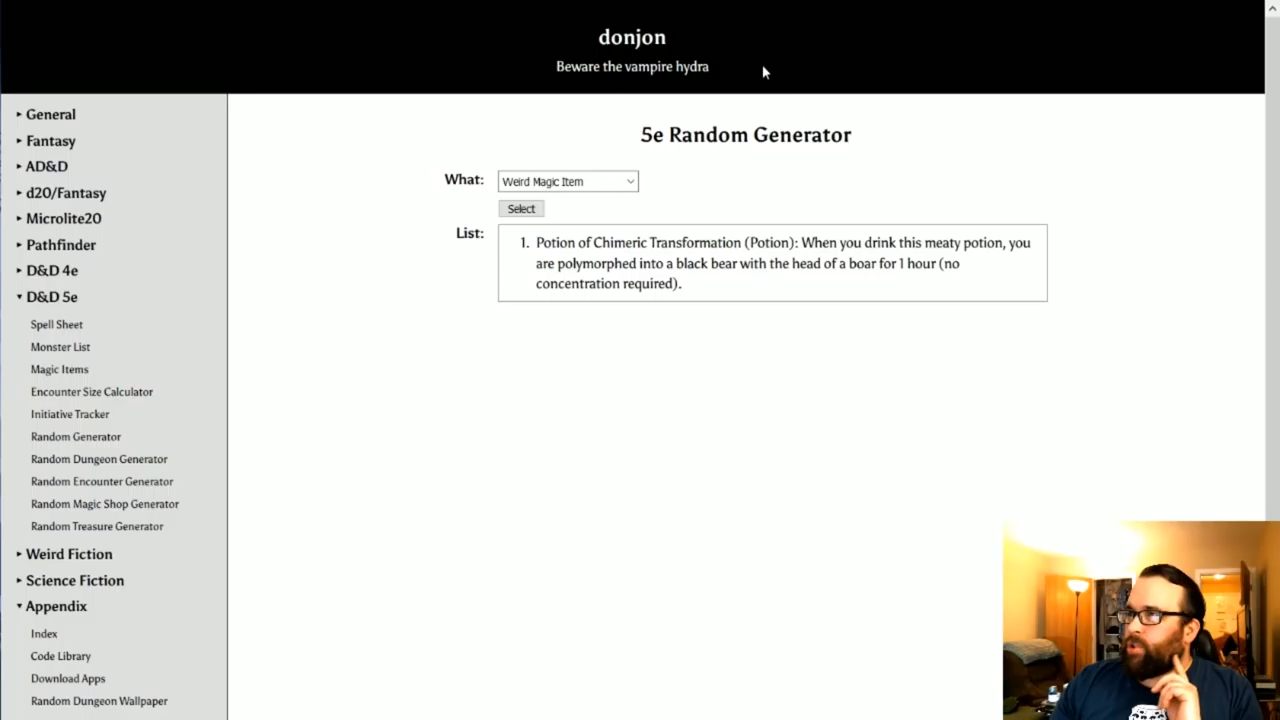 donjon
Beware the vampire hydra
General
Fantasy
AD&D
d20/Fantasy
Microlite20
Pathfinder
D&D 4e
D&D 5e
Spell Sheet
Monster List
Magic Items
Encounter Size Calculator
Initiative Tracker
Random Generator
Random Dungeon Generator
Random Encounter Generator
Random Magic Shop Generator
Random Treasure Generator
Weird Fiction
Science Fiction
Appendix
Index
Code Library
Download Apps
Random Dungeon Wallpaper
5e Random Generator
What: Weird Magic Item
Select
List: 1. Potion of Chimeric Transformation (Potion): When you drink this meaty potion, you
are polymorphed into a black bear with the head of a boar for 1 hour (no
concentration required).